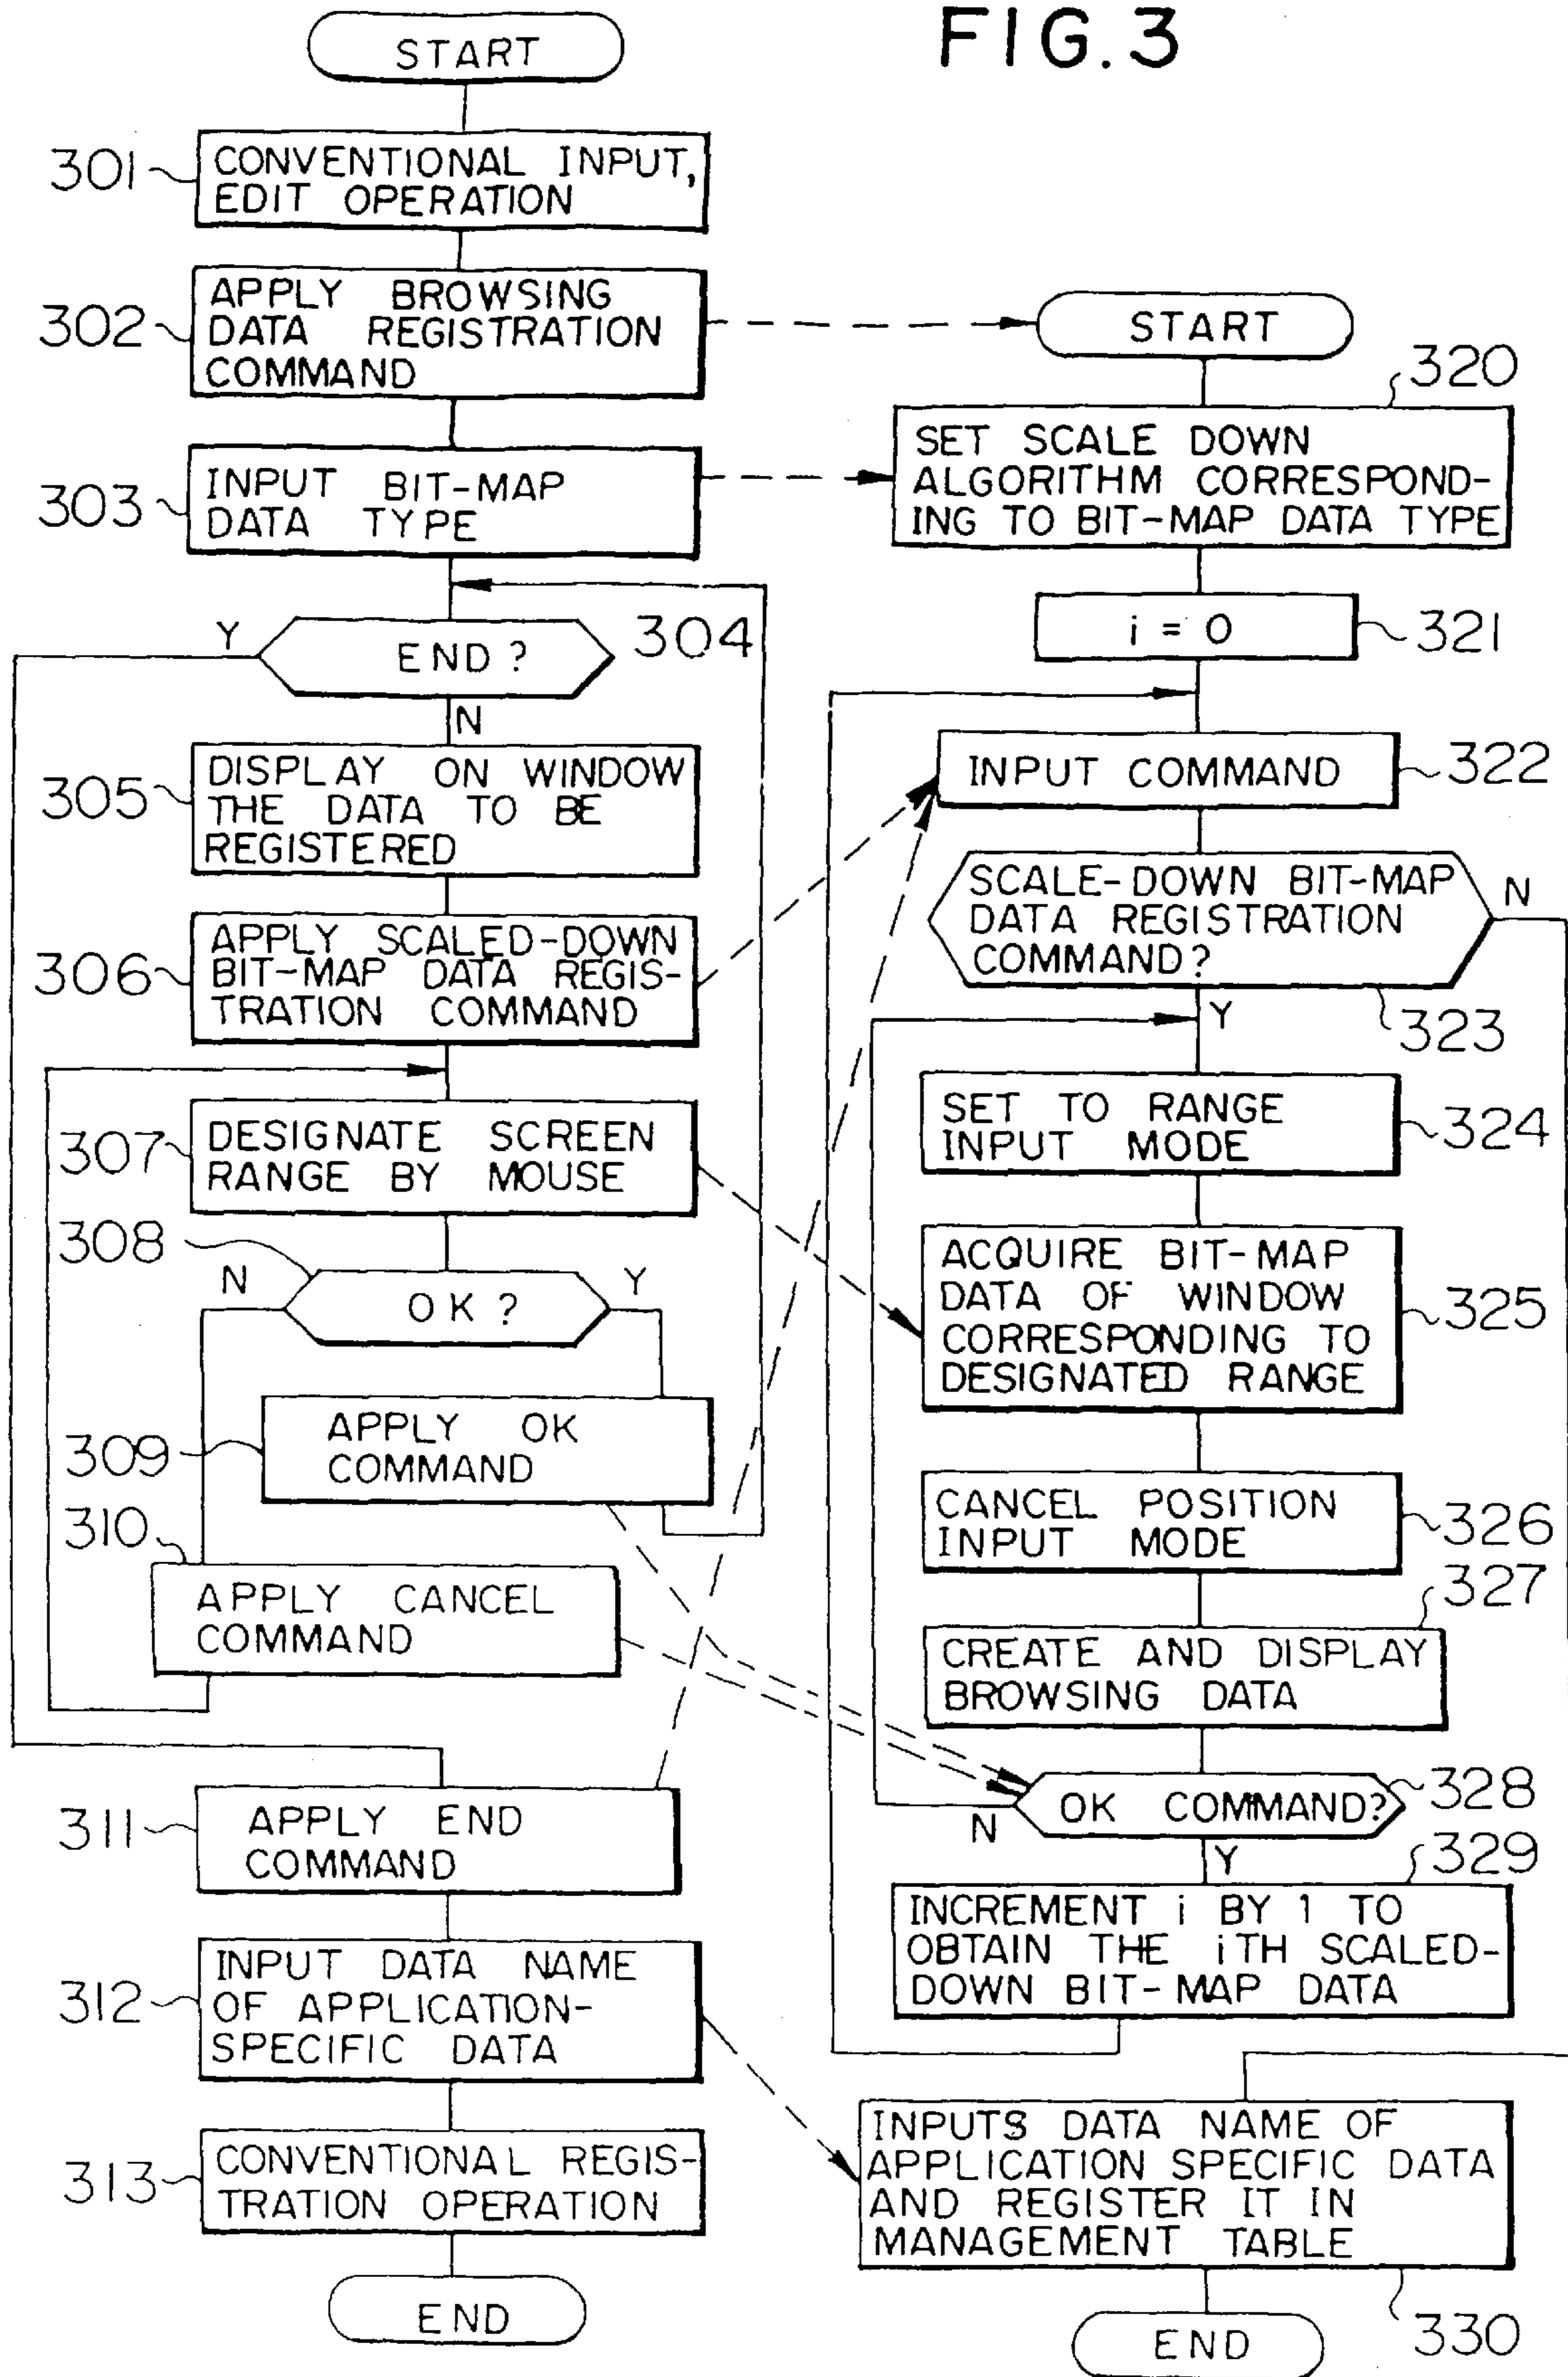 FIG.3
START
301
CONVENTIONAL INPUT,
EDIT OPERATION
302
APPLY BROWSING
DATA REGISTRATION
COMMAND
303
INPUT BIT-MAP
DATA TYPE
304
Y
END?
N
305
DISPLAY ON WINDOW
THE DATA TO BE
REGISTERED
306
APPLY SCALED-DOWN
BIT-MAP DATA REGIS-
TRATION COMMAND
307
DESIGNATE SCREEN
RANGE BY MOUSE
308
N
OK?
Y
309
APPLY OK
COMMAND
310
APPLY CANCEL
COMMAND
311
APPLY END
COMMAND
312
INPUT DATA NAME
OF APPLICATION-
SPECIFIC DATA
313
CONVENTIONAL REGIS-
TRATION OPERATION
END
START
320
SET SCALE DOWN
ALGORITHM CORRESPOND-
ING TO BIT-MAP DATA TYPE
i = 0
321
INPUT COMMAND
322
SCALE-DOWN BIT-MAP
DATA REGISTRATION
COMMAND?
N
Y
323
SET TO RANGE
INPUT MODE
324
ACQUIRE BIT-MAP
DATA OF WINDOW
CORRESPONDING TO
DESIGNATED RANGE
325
CANCEL POSITION
INPUT MODE
326
327
CREATE AND DISPLAY
BROWSING DATA
OK COMMAND?
328
N
Y
329
INCREMENT i BY 1 TO
OBTAIN THE iTH SCALED-
DOWN BIT-MAP DATA
INPUTS DATA NAME OF
APPLICATION SPECIFIC DATA
AND REGISTER IT IN
MANAGEMENT TABLE
330
END